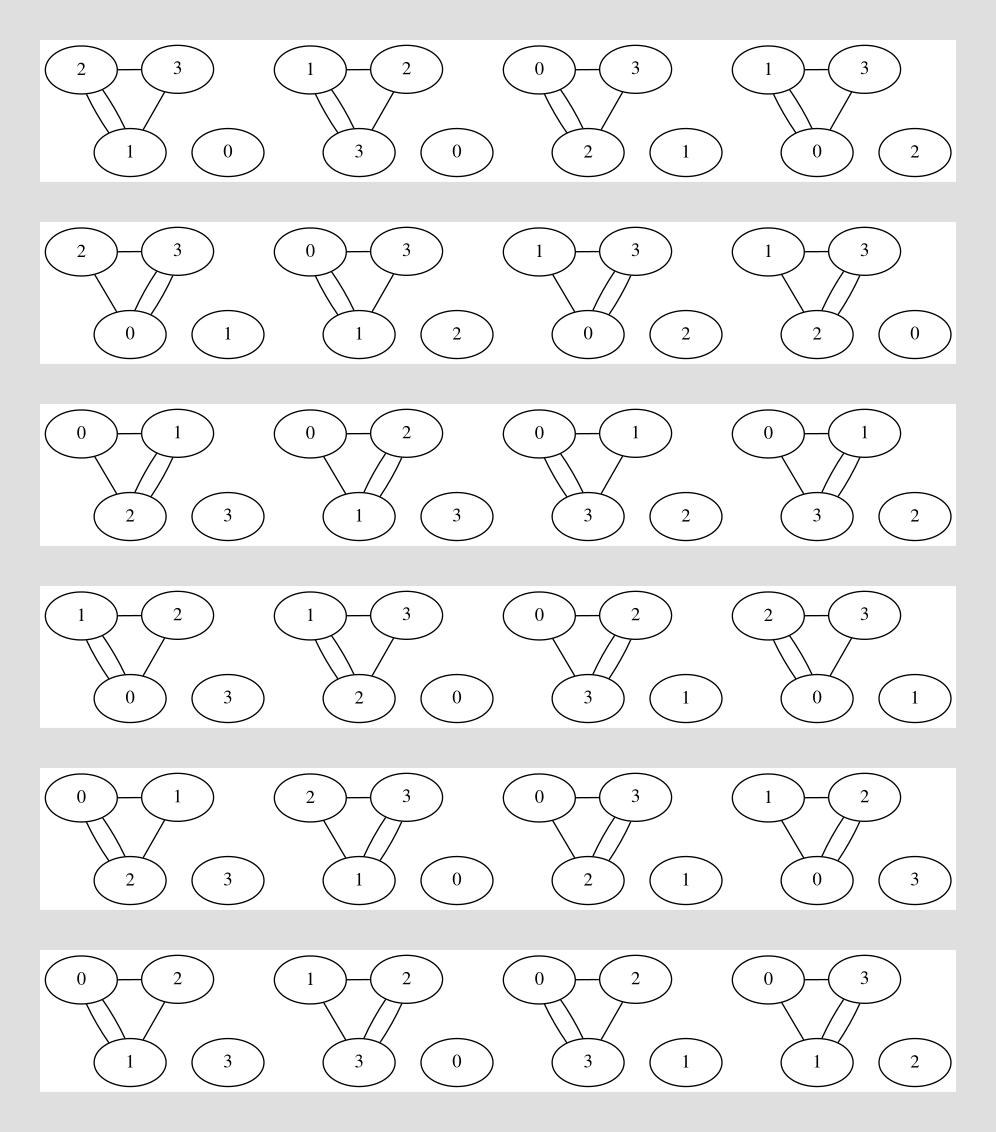 2 3 1 2 0 3 1 3
1 0 3 0 2 1 0 2
2 3 0 3 1 3 1 3
0 1 1 2 0 2 2 0
0 1 0 2 0 1 0 1
2 3 1 3 3 2 3 2
1 2 1 3 0 2 2 3
0 3 2 0 3 1 0 1
0 1 2 3 0 3 1 2
2 3 1 0 2 1 0 3
0 2 1 2 0 2 0 3
1 3 3 0 3 1 1 2